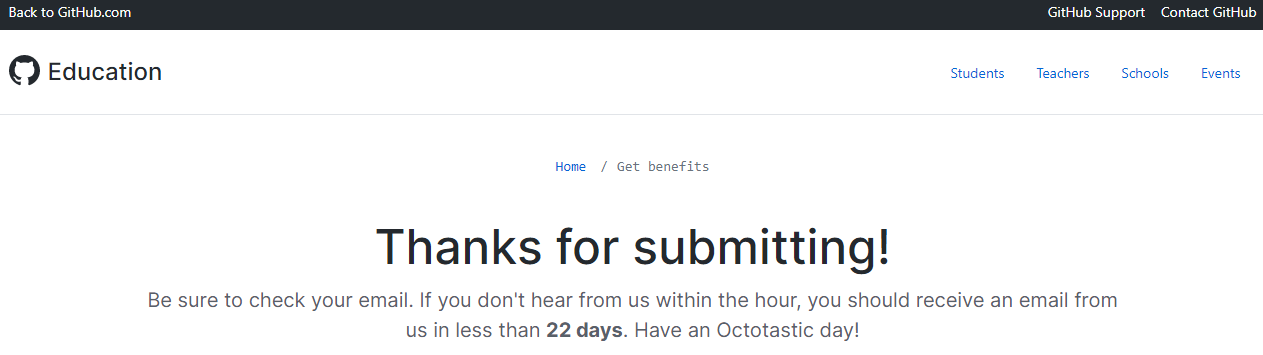 Back to GitHub.com GitHub Support Contact GitHub
Education Students Teachers Schools Events
Home / Get benefits
Thanks for submitting!
Be sure to check your email. If you don't hear from us within the hour, you should receive an email from
us in less than 22 days. Have an Octotastic day!